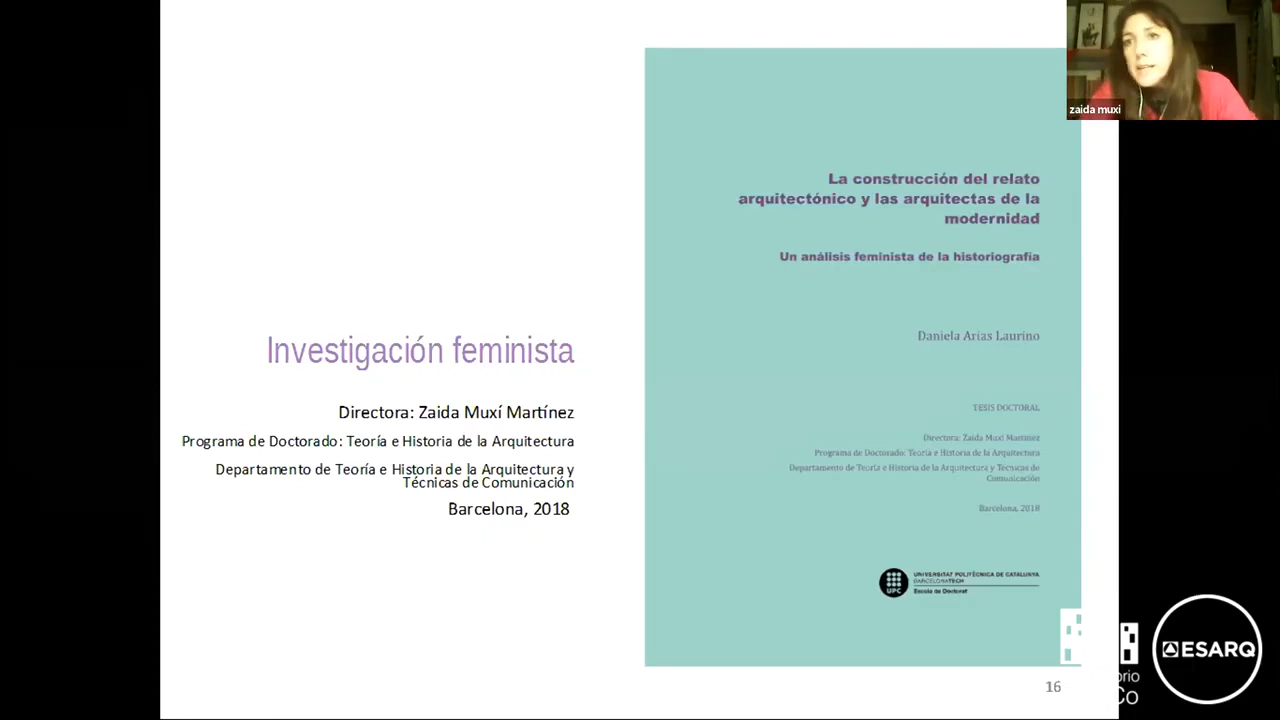 zaida muxi
La construcción del relato
arquitectónico y las arquitectas de la
modernidad
Un análisis feminista de la historiografía
Daniela Arias Laurino
Investigación feminista
Directora: Zaida Muxí Martínez
Programa de Doctorado: Teoría e Historia de la Arquitectura
Departamento de Teoría e Historia de la Arquitectura y
Técnicas de Comunicación
Barcelona, 2018
TESIS DOCTORAL
Directora: Zaida Muxí Martínez
Programa de Doctorado: Teoría e Historia de la Arquitectura
Departamento de Teoría e Historia de la Arquitectura y Técnicas de
Comunicación
Barcelona, 2018
UPC
UNIVERSITAT POLITÈCNICA DE CATALUNYA
BARCELONATECH
Escola de Doctorat
16
orio
Co
ESARQ